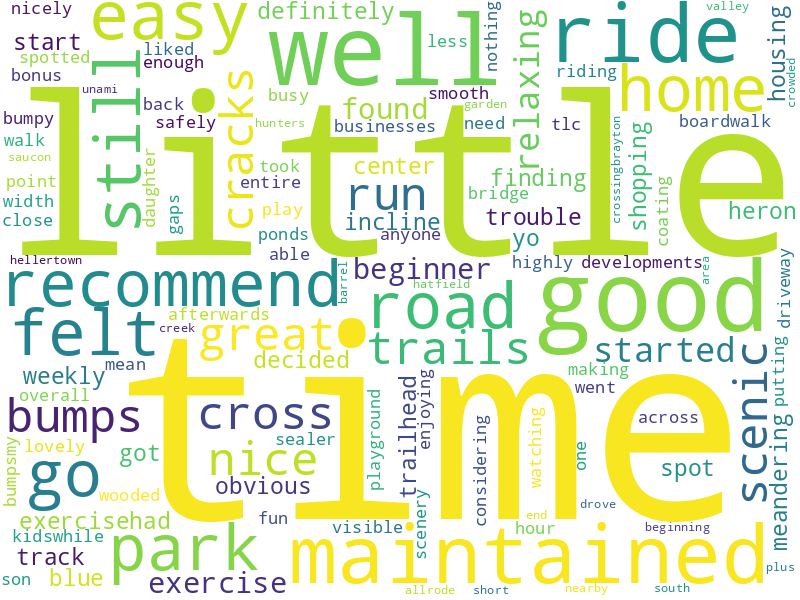 nicely
easy
definitely
well
nothing
ride
valley
start
liked
less
housing
crowded
spotted
enough
riding
bonus
unami
smooth
home
still
back
busy
found
relaxing
garden
bumpy
safely
cracks
hunters
businesses
need
tlc
boardwalk
walk
little
saucon
daughter
took
center
finding
crossingbrayton
shopping
point
entire
run
bridge
coating
width
gaps
play
incline
trouble
heron
close
ponds
anyone
yo
hellertown
able
beginner
highly
developments
area
driveway
recommend
barrel
hatfield
road
good
felt
afterwards
great
creek
trails
started
mean
decided
weekly
making
putting
overall
time
went
scenic
bumps
cross
trailhead
enjoying
considering
across
meandering
sealer
playground
watching
one
lovely
got
nice
spot
bumpsmy
go
wooded
obvious
drove
exercisehad
fun
visible
scenery
hour
end
beginning
kidswhile
park
maintained
track
son
blue
exercise
allrode
short
nearby
south
plus